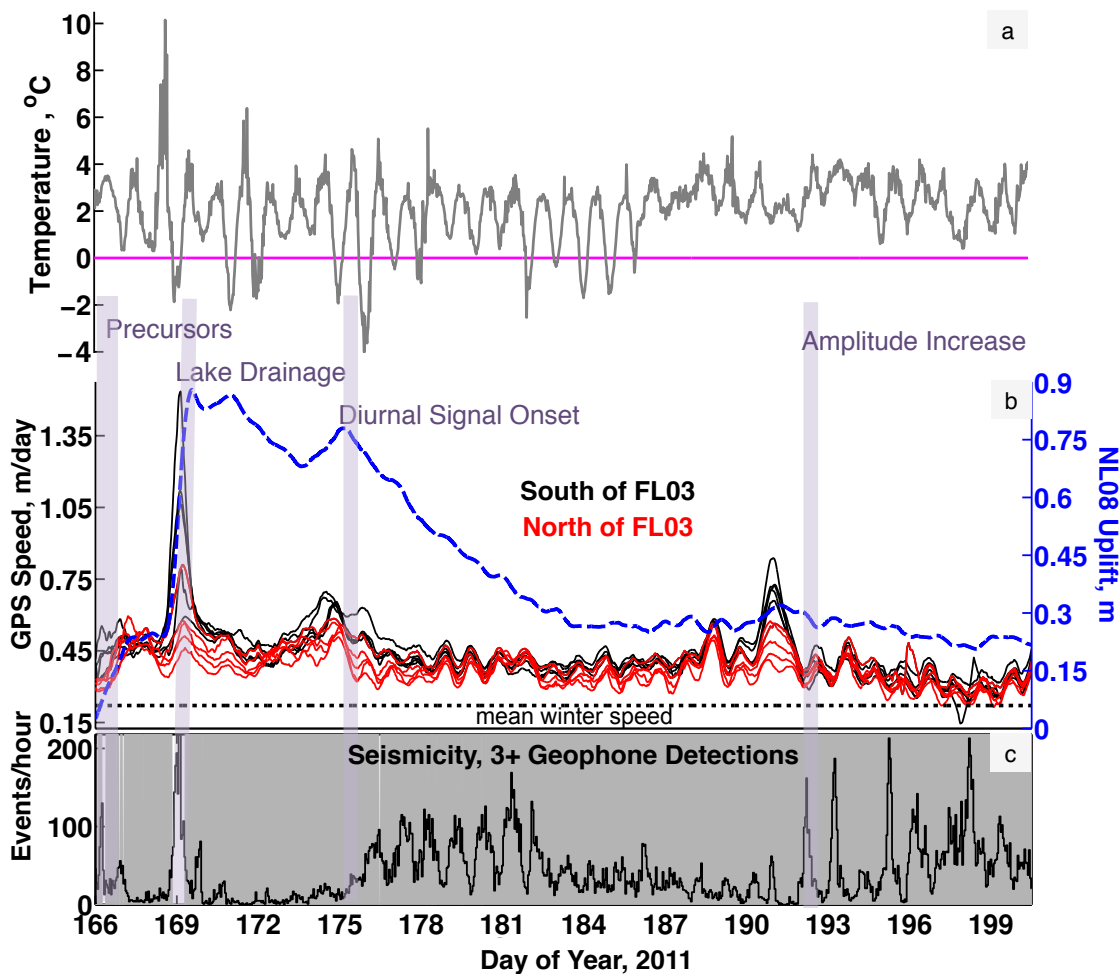 a
Temperature , °C
10
8
6
4
2
0
−2
−4
Precursors
Lake Drainage
Diurnal Signal Onset
Amplitude Increase
b
GPS Speed, m/day
1.35
1.05
0.75
0.45
0.15
South of FL03
North of FL03
mean winter speed
0.9
0.75
0.6
0.45
0.3
0.15
0
NL08 Uplift, m
c
Seismicity, 3+ Geophone Detections
Events/hour
200
100
0
166 169 172 175 178 181 184 187 190 193 196 199
Day of Year, 2011